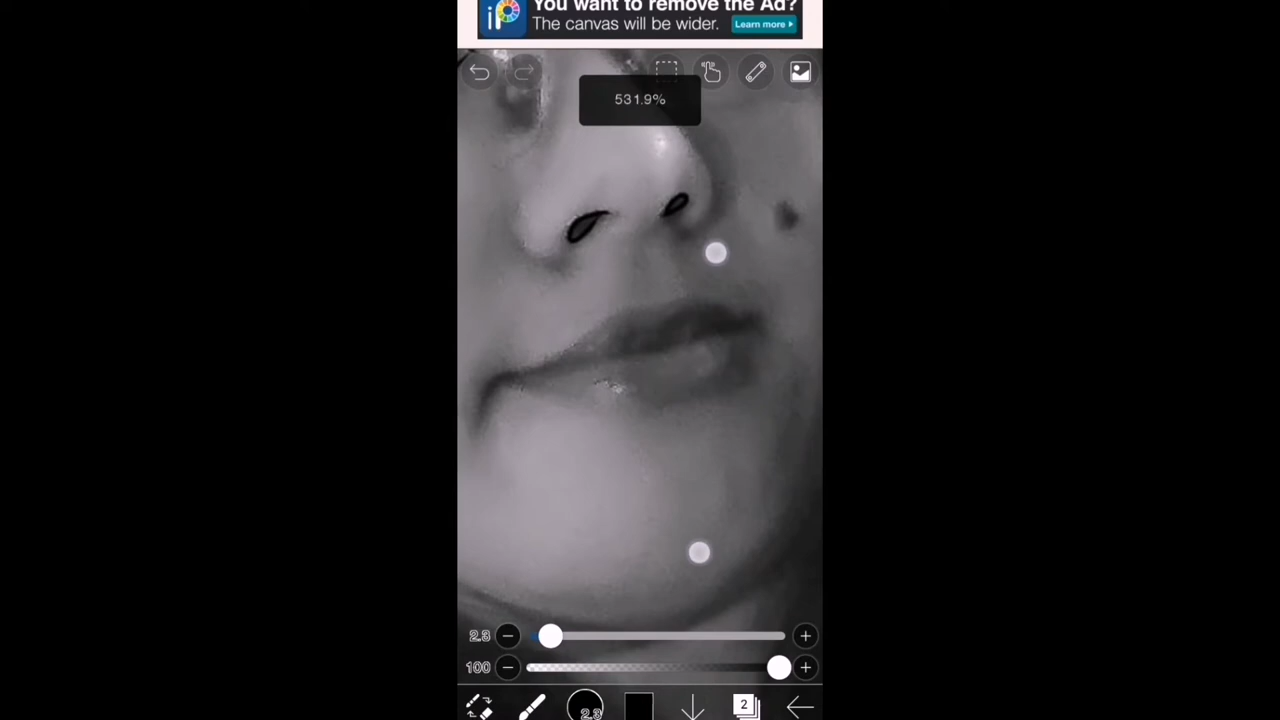 You want to remove the Ad?
The canvas will be wider.
Learn more
531.9%
2.3
100
2.3
2